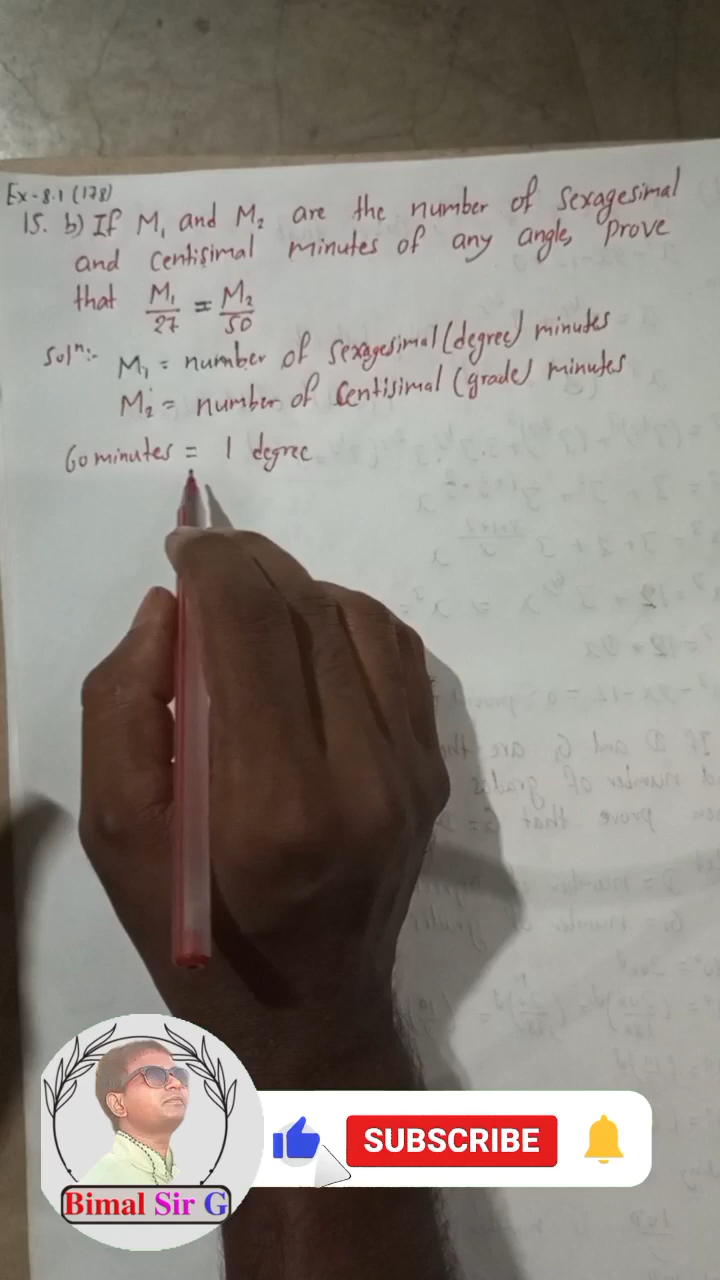 Ex-8.1 (178)
15. b) If M₁ and M₂ are the number of sexagesimal
and centisimal minutes of any angle, prove
that M₁/27 = M₂/50
Solⁿ:- M₁ = number of sexagesimal (degree) minutes
M₂ = number of centisimal (grade) minutes
60 minutes = 1 degree
SUBSCRIBE
Bimal Sir G